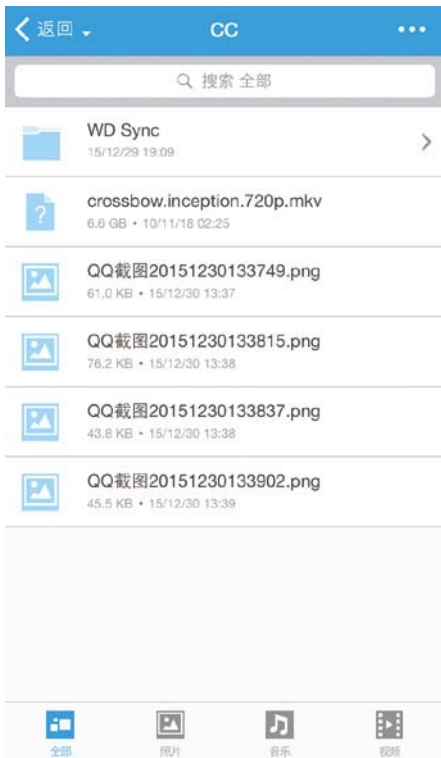 返回
CC
搜索 全部
WD Sync
15/12/29 19:09
?
crossbow.inception.720p.mkv
6.6 GB • 10/11/18 02:25
QQ截图20151230133749.png
61.0 KB • 15/12/30 13:37
QQ截图20151230133815.png
76.2 KB • 15/12/30 13:38
QQ截图20151230133837.png
43.8 KB • 15/12/30 13:38
QQ截图20151230133902.png
45.5 KB • 15/12/30 13:39
全部
照片
音乐
视频